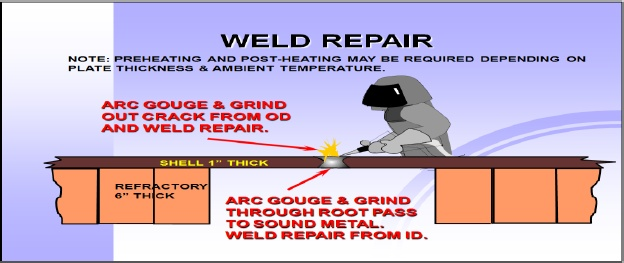 WELD REPAIR
NOTE: PREHEATING AND POST-HEATING MAY BE REQUIRED DEPENDING ON
PLATE THICKNESS & AMBIENT TEMPERATURE.
ARC GOUGE & GRIND
OUT CRACK FROM OD
AND WELD REPAIR.
SHELL 1" THICK
REFRACTORY
6" THICK
ARC GOUGE & GRIND
THROUGH ROOT PASS
TO SOUND METAL.
WELD REPAIR FROM ID.